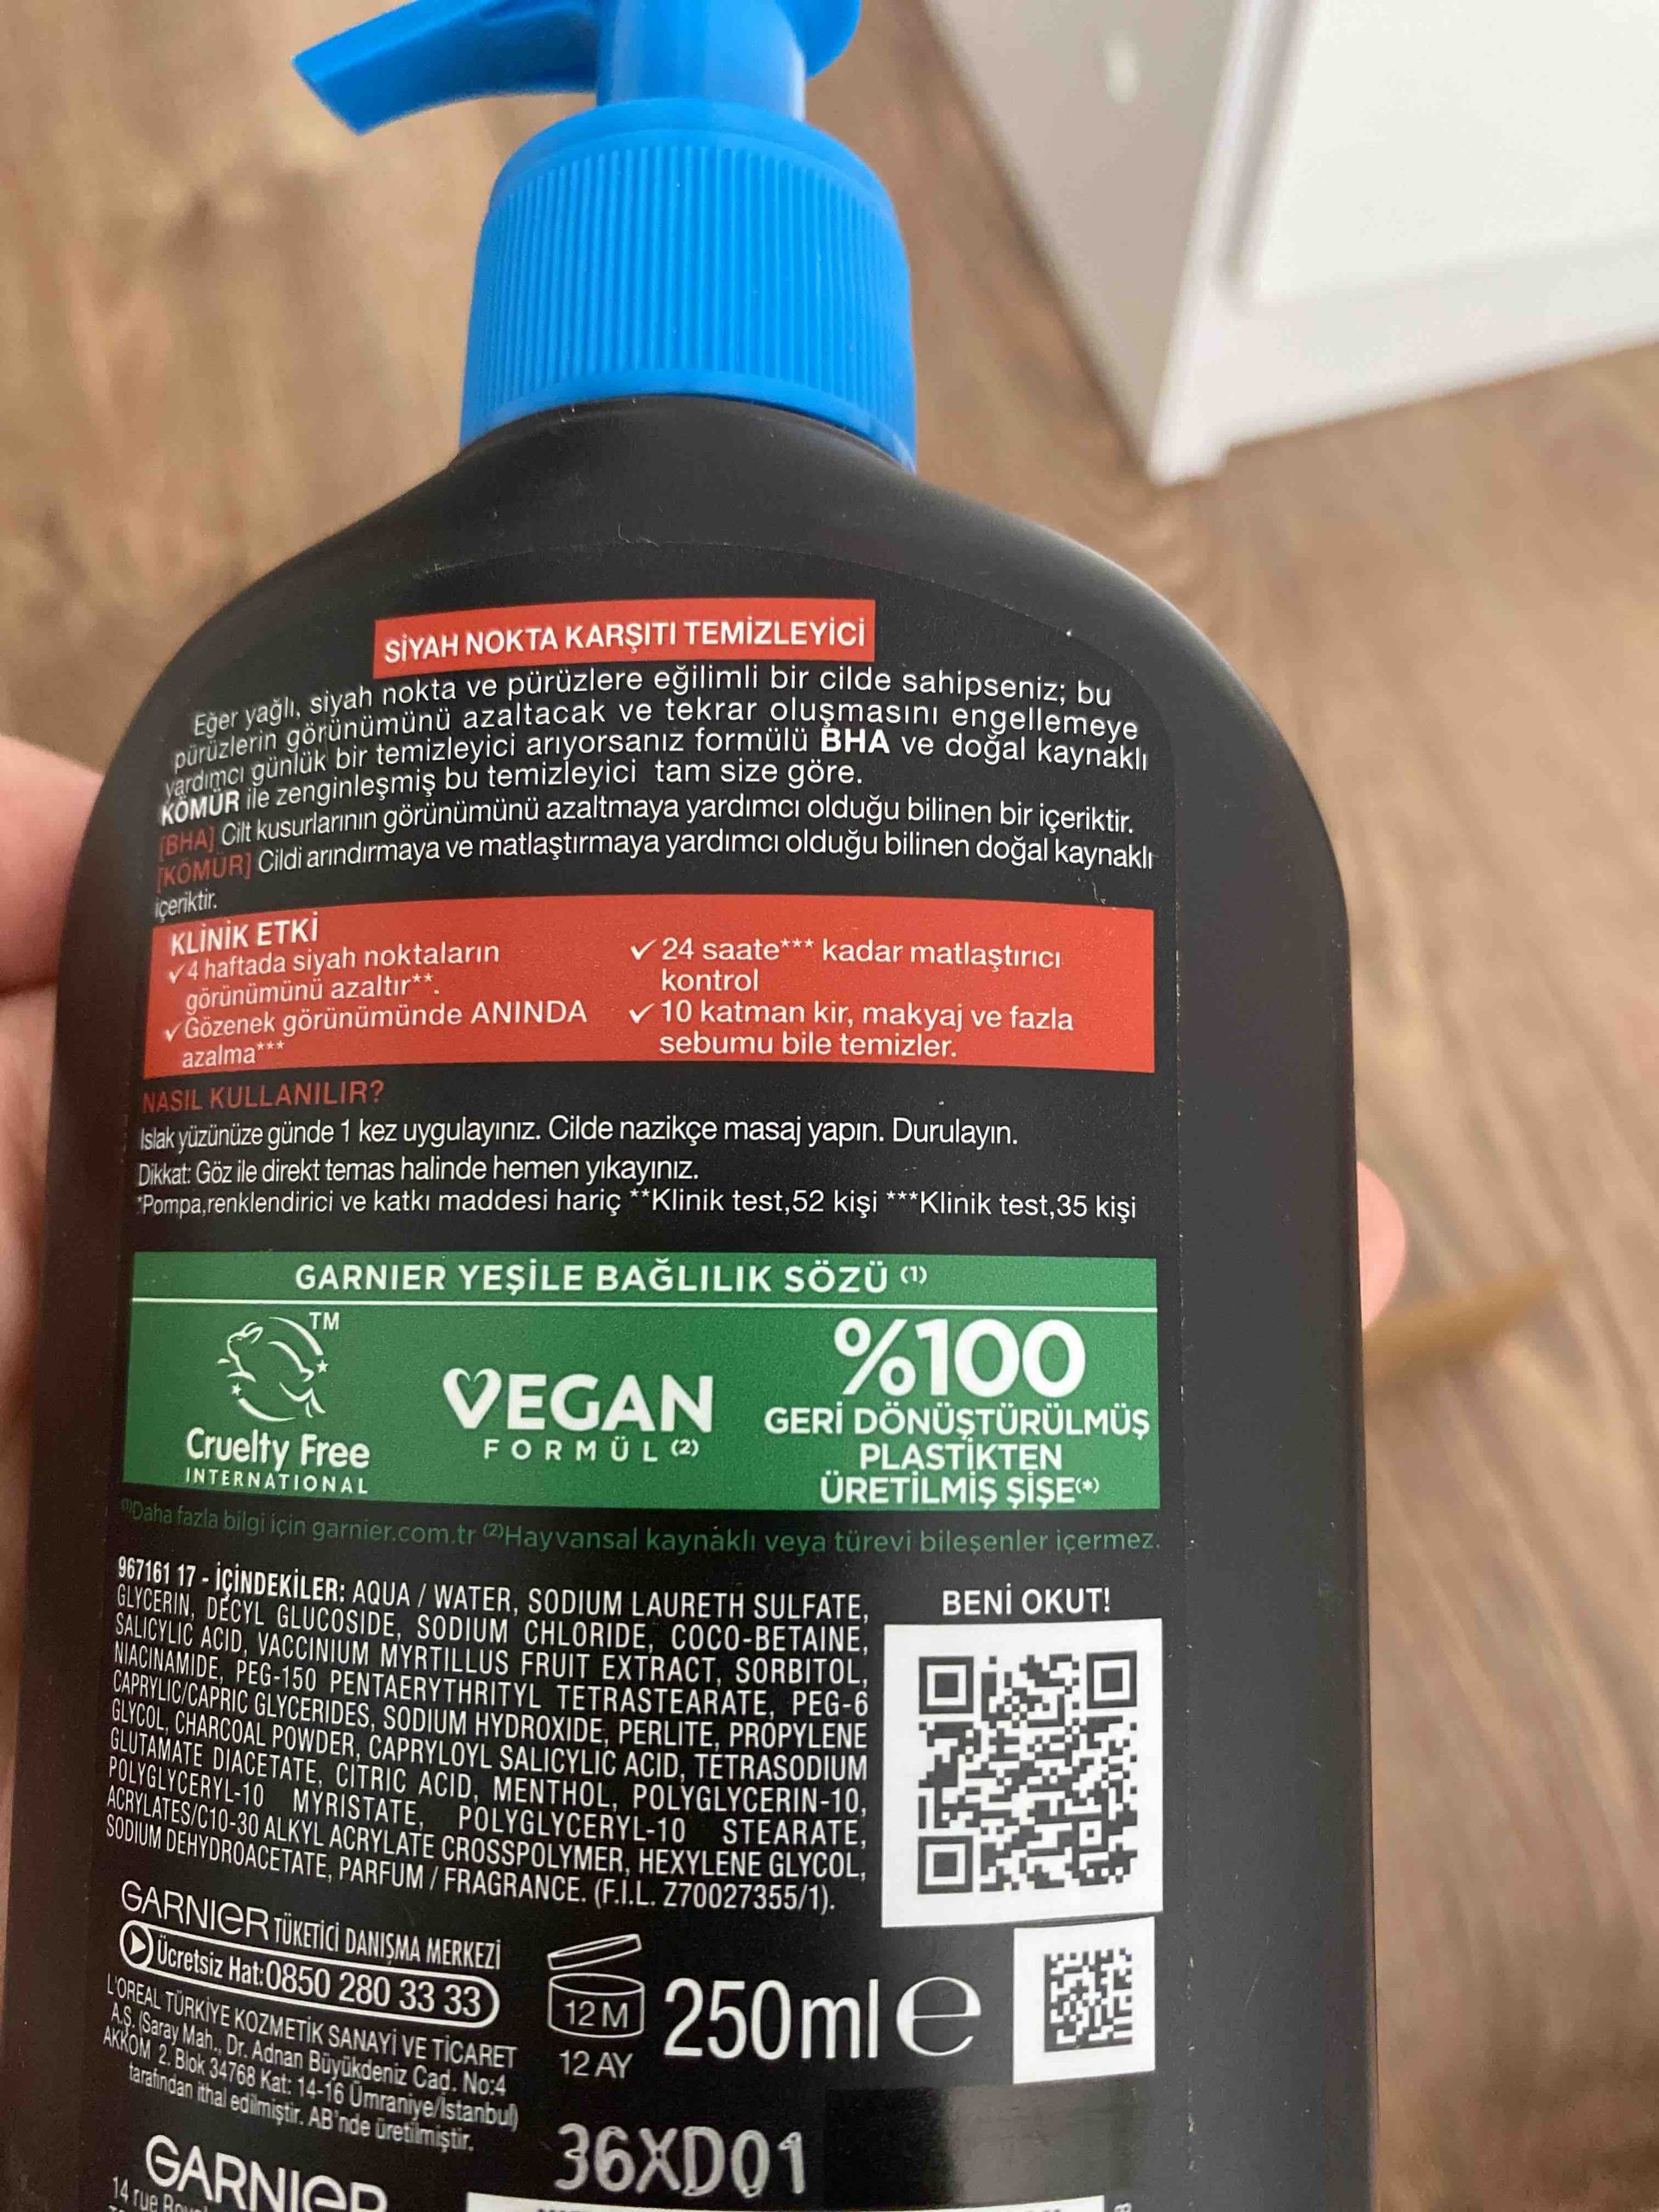 SİYAH NOKTA KARŞITI TEMİZLEYİCİ
Eğer yağlı, siyah nokta ve pürüzlere eğilimli bir cilde sahipseniz; bu
pürüzlerin görünümünü azaltacak ve tekrar oluşmasını engellemeye
yardımcı günlük bir temizleyici arıyorsanız formülü BHA ve doğal kaynaklı
KÖMÜR ile zenginleşmiş bu temizleyici tam size göre.
[BHA] Cilt kusurlarının görünümünü azaltmaya yardımcı olduğu bilinen bir içeriktir.
[KÖMÜR] Cildi arındırmaya ve matlaştırmaya yardımcı olduğu bilinen doğal kaynaklı
içeriktir.
KLİNİK ETKİ
✓4 haftada siyah noktaların
görünümünü azaltır**.
✓Gözenek görünümünde ANINDA
azalma***
✓ 24 saate*** kadar matlaştırıcı
kontrol
✓ 10 katman kir, makyaj ve fazla
sebumu bile temizler.
NASIL KULLANILIR?
Islak yüzünüze günde 1 kez uygulayınız. Cilde nazikçe masaj yapın. Durulayın.
Dikkat: Göz ile direkt temas halinde hemen yıkayınız.
*Pompa,renklendirici ve katkı maddesi hariç **Klinik test,52 kişi ***Klinik test,35 kişi
GARNIER YEŞİLE BAĞLILIK SÖZÜ (1)
TM
Cruelty Free
INTERNATIONAL
VEGAN
FORMÜL (2)
%100
GERİ DÖNÜŞTÜRÜLMÜŞ
PLASTİKTEN
ÜRETİLMİŞ ŞİŞE(*)
(1)Daha fazla bilgi için garnier.com.tr (2)Hayvansal kaynaklı veya türevi bileşenler içermez.
967161 17 - İÇİNDEKİLER: AQUA / WATER, SODIUM LAURETH SULFATE,
GLYCERIN, DECYL GLUCOSIDE, SODIUM CHLORIDE, COCO-BETAINE,
SALICYLIC ACID, VACCINIUM MYRTILLUS FRUIT EXTRACT, SORBITOL,
NIACINAMIDE, PEG-150 PENTAERYTHRITYL TETRASTEARATE, PEG-6
CAPRYLIC/CAPRIC GLYCERIDES, SODIUM HYDROXIDE, PERLITE, PROPYLENE
GLYCOL, CHARCOAL POWDER, CAPRYLOYL SALICYLIC ACID, TETRASODIUM
GLUTAMATE DIACETATE, CITRIC ACID, MENTHOL, POLYGLYCERIN-10,
POLYGLYCERYL-10 MYRISTATE, POLYGLYCERYL-10 STEARATE,
ACRYLATES/C10-30 ALKYL ACRYLATE CROSSPOLYMER, HEXYLENE GLYCOL,
SODIUM DEHYDROACETATE, PARFUM / FRAGRANCE. (F.I.L. Z70027355/1).
BENİ OKUT!
GARNIER TÜKETİCİ DANIŞMA MERKEZİ
Ücretsiz Hat:0850 280 33 33
L'OREAL TÜRKİYE KOZMETİK SANAYİ VE TİCARET
A.Ş. (Saray Mah., Dr. Adnan Büyükdeniz Cad. No:4
AKKOM 2. Blok 34768 Kat: 14-16 Ümraniye/İstanbul)
tarafından ithal edilmiştir. AB'nde üretilmiştir.
12 M
12 AY
250ml e
36XD01
GARNIER
14 rue